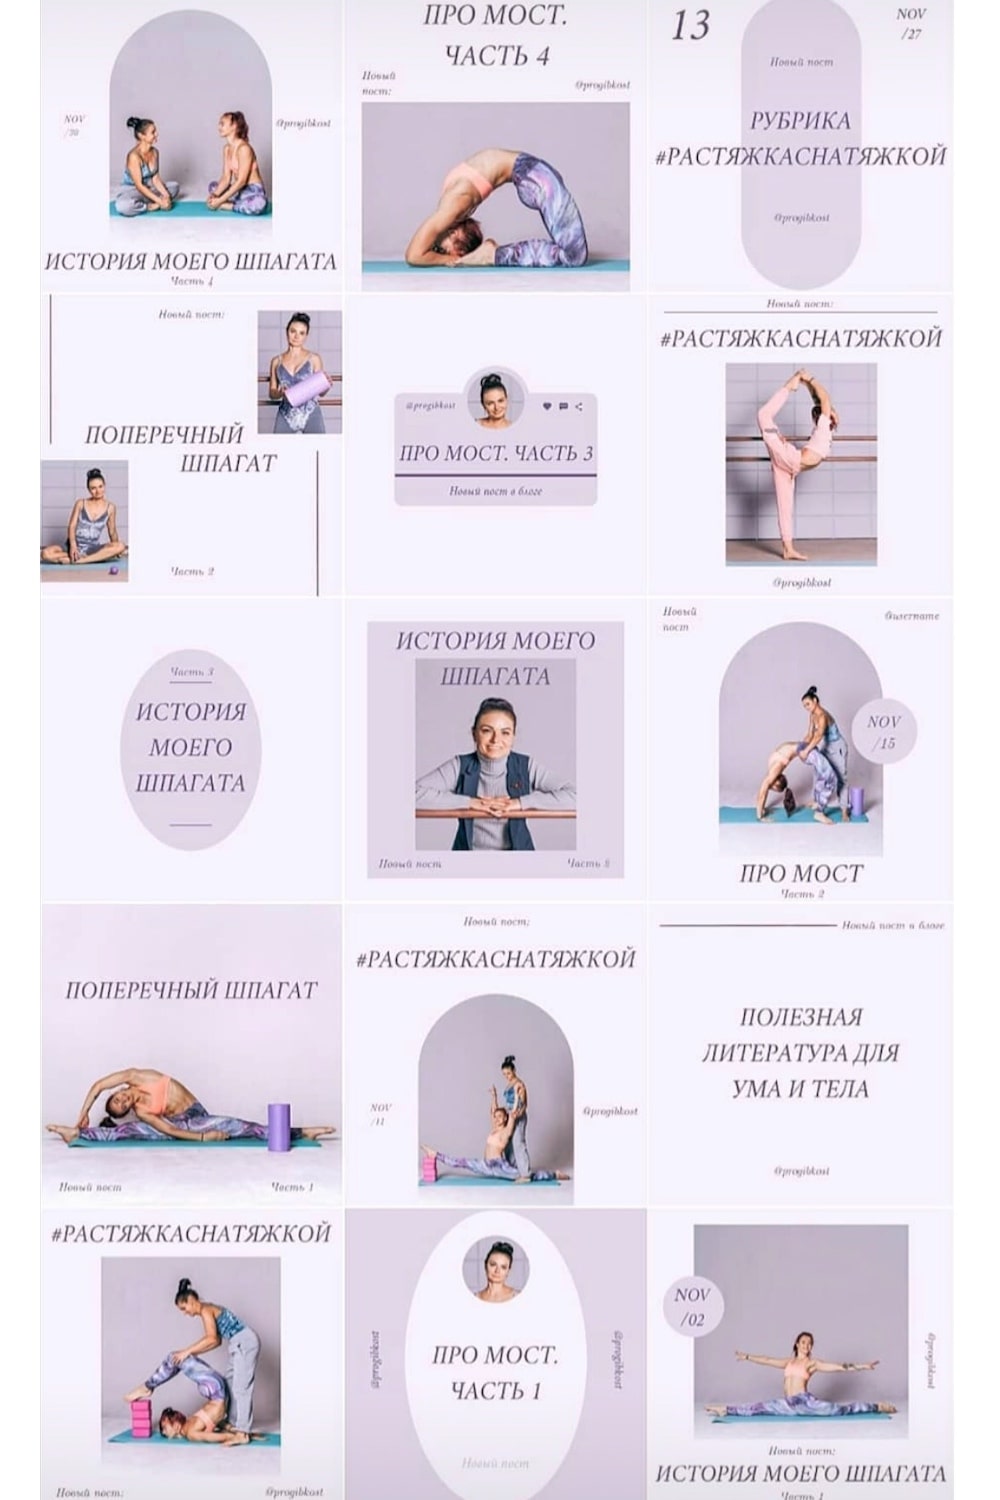 NOV
/20
@progibkost
ИСТОРИЯ МОЕГО ШПАГАТА
Часть 4
ПРО МОСТ.
ЧАСТЬ 4
Новый
пост:
@progibkost
13
NOV
/27
Новый пост
РУБРИКА
#РАСТЯЖКАСНАТЯЖКОЙ
@progibkost
Новый пост:
ПОПЕРЕЧНЫЙ
ШПАГАТ
Часть 2
@progibkost
ПРО МОСТ. ЧАСТЬ 3
Новый пост в блоге
Новый пост:
#РАСТЯЖКАСНАТЯЖКОЙ
@progibkost
Часть 3
ИСТОРИЯ
МОЕГО
ШПАГАТА
ИСТОРИЯ МОЕГО
ШПАГАТА
Новый пост
Часть
Новый
пост
@username
NOV
/15
ПРО МОСТ
Часть 2
ПОПЕРЕЧНЫЙ ШПАГАТ
Новый пост
Часть 1
Новый пост:
#РАСТЯЖКАСНАТЯЖКОЙ
NOV
/11
@progibkost
Новый пост в блоге
ПОЛЕЗНАЯ
ЛИТЕРАТУРА ДЛЯ
УМА И ТЕЛА
@progibkost
#РАСТЯЖКАСНАТЯЖКОЙ
Новый пост:
@progibkost
@progibkost
ПРО МОСТ.
ЧАСТЬ 1
Новый пост
@progibkost
NOV
/02
@progibkost
Новый пост:
ИСТОРИЯ МОЕГО ШПАГАТА
Часть 1